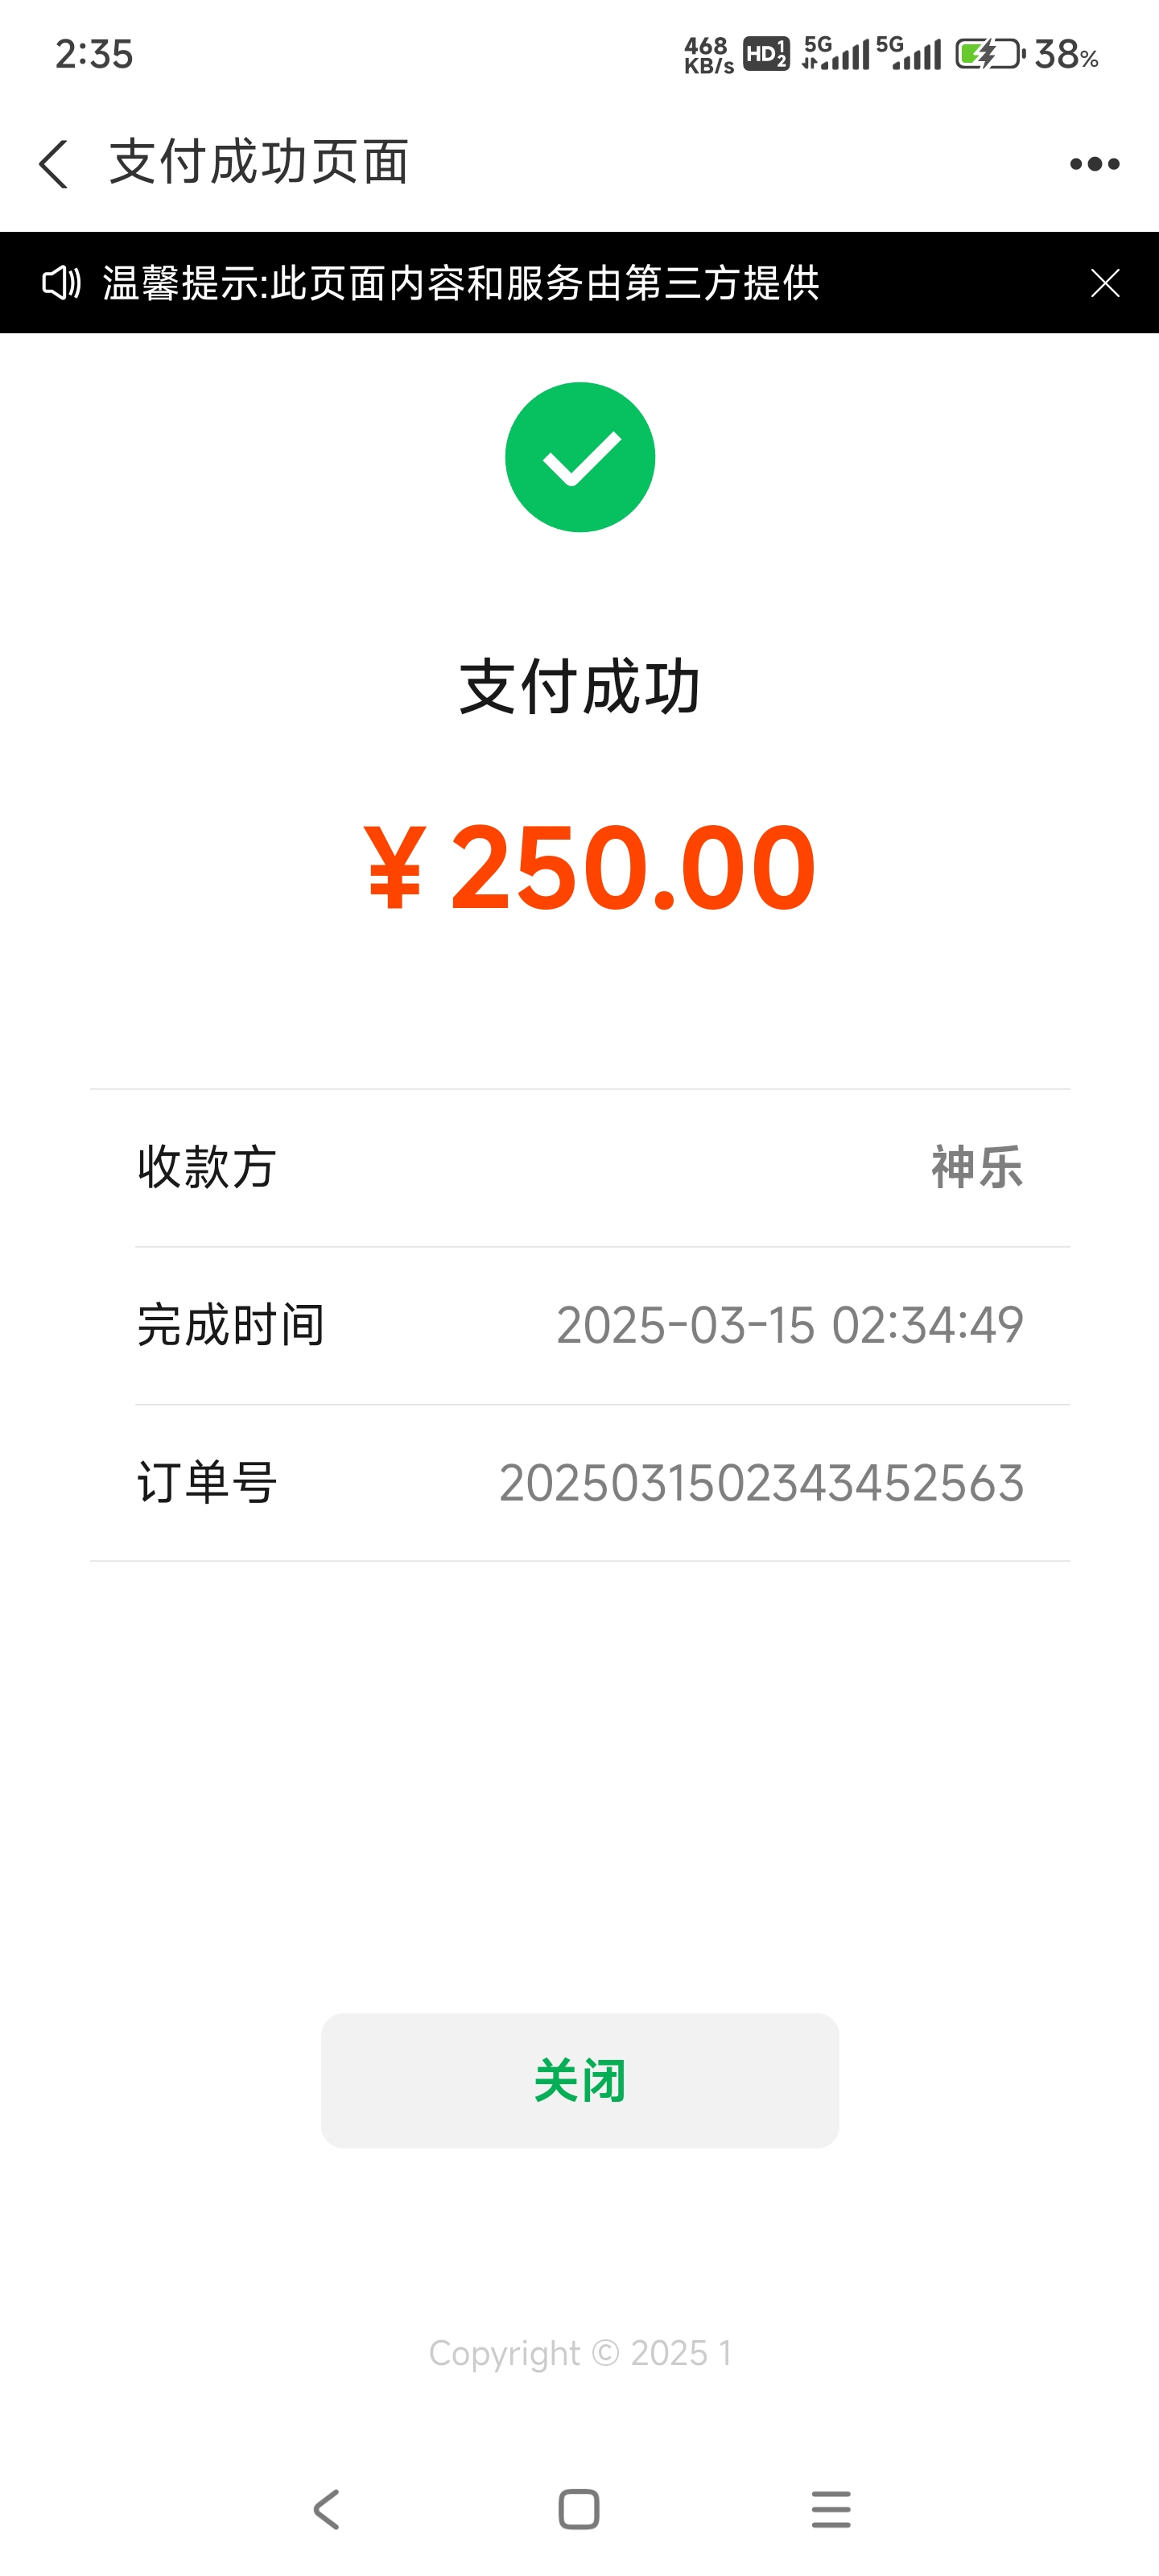 2:35
468 KB/s HD 1 2 5G 5G 38%
支付成功页面
温馨提示:此页面内容和服务由第三方提供
支付成功
¥250.00
收款方 神乐
完成时间 2025-03-15 02:34:49
订单号 2025031502343452563
关闭
Copyright © 2025 1